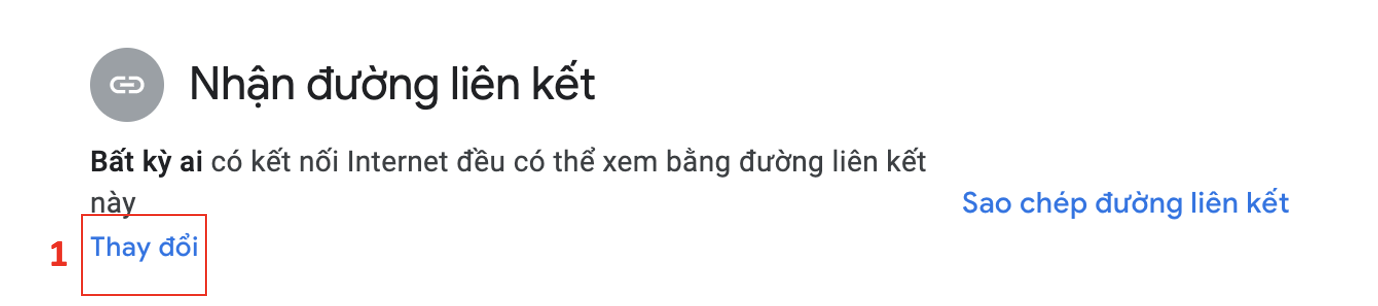 Nhận đường liên kết
Bất kỳ ai có kết nối Internet đều có thể xem bằng đường liên kết
này
Sao chép đường liên kết
1 Thay đổi